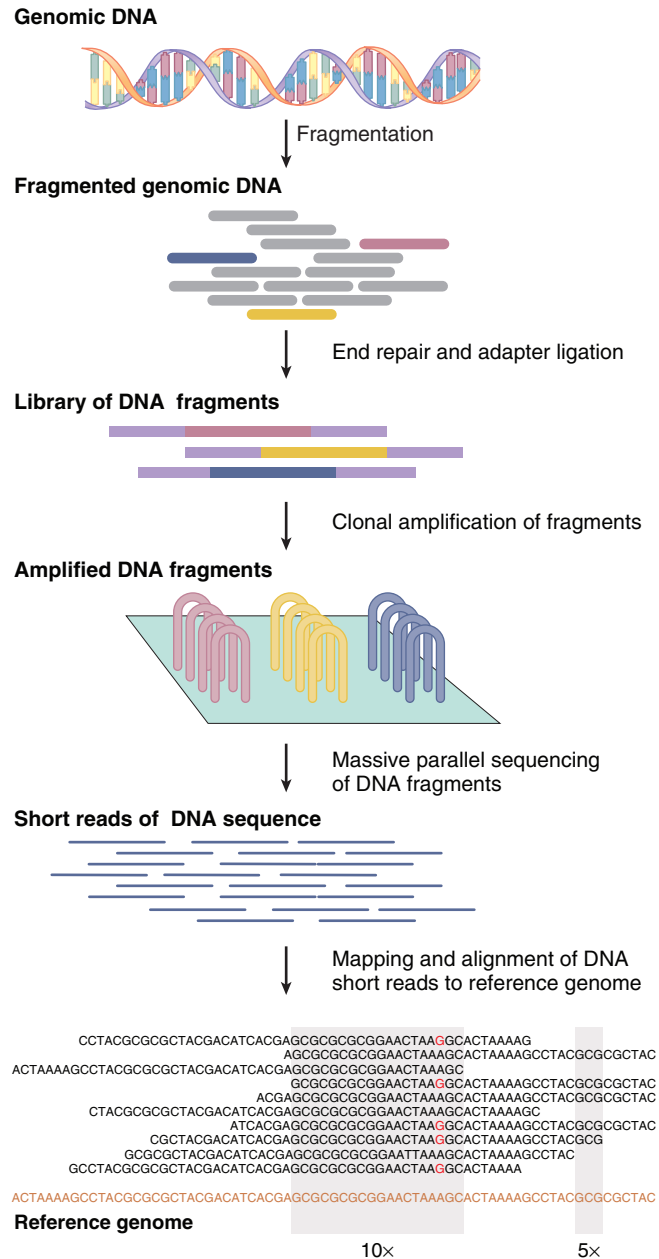 Genomic DNA
Fragmentation
Fragmented genomic DNA
End repair and adapter ligation
Library of DNA fragments
Clonal amplification of fragments
Amplified DNA fragments
Massive parallel sequencing
of DNA fragments
Short reads of DNA sequence
Mapping and alignment of DNA
short reads to reference genome
CCTACGCGCGCTACGACATCACGAGCGCGCGCGGAACTAAGGCACTAAAAG
AGCGCGCGCGGAACTAAAGCACTAAAAGCCTACGCGCGCTAC
ACTAAAAGCCTACGCGCGCTACGACATCACGAGCGCGCGCGGAACTAAAGC
GCGCGCGCGGAACTAAGGCACTAAAAGCCTACGCGCGCTAC
ACGAGCGCGCGCGGAACTAAAGCACTAAAAGCCTACGCGCGCTAC
CTACGCGCGCTACGACATCACGAGCGCGCGCGGAACTAAAGCACTAAAAGC
ATCACGAGCGCGCGCGGAACTAAGGCACTAAAAGCCTACGCGCGCTAC
CGCTACGACATCACGAGCGCGCGCGGAACTAAGGCACTAAAAGCCTACGCG
GCGCGCTACGACATCACGAGCGCGCGCGGAATTAAAGCACTAAAAGCCTAC
GCCTACGCGCGCTACGACATCACGAGCGCGCGCGGAACTAAGGCACTAAAA
ACTAAAAGCCTACGCGCGCTACGACATCACGAGCGCGCGCGGAACTAAAGCACTAAAAGCCTACGCGCGCTAC
Reference genome
10× 5×